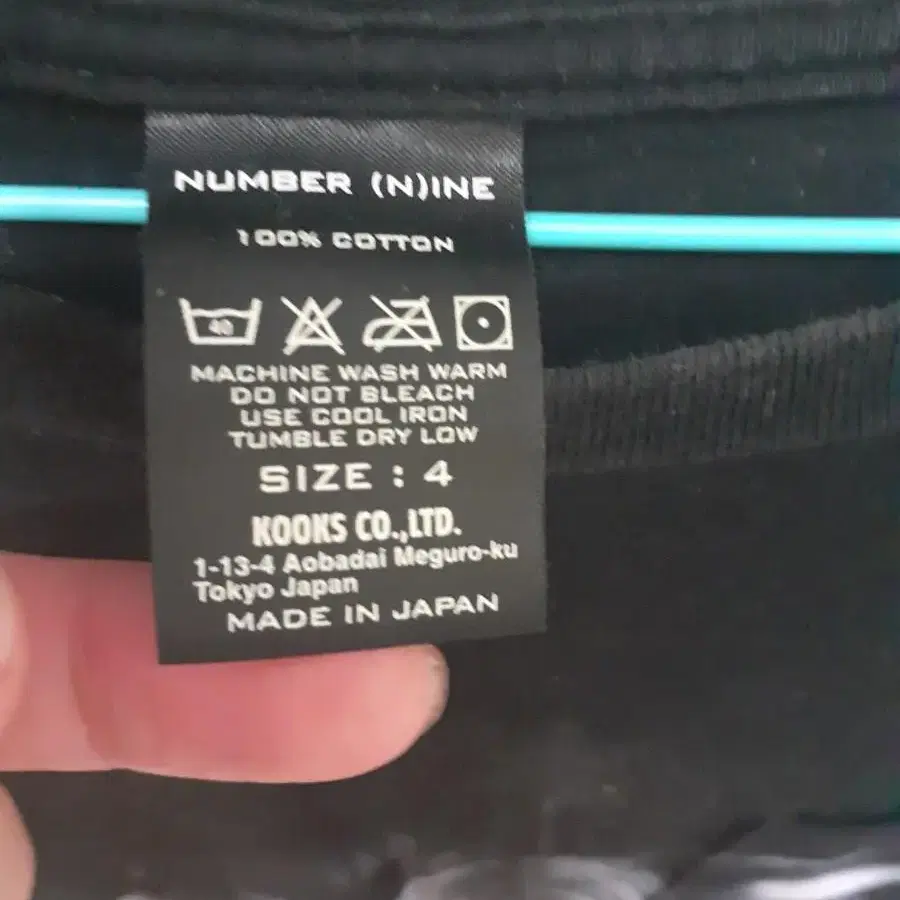 NUMBER (N)INE
100% COTTON
40
MACHINE WASH WARM
DO NOT BLEACH
USE COOL IRON
TUMBLE DRY LOW
SIZE : 4
KOOKS CO.,LTD.
1-13-4 Aobadai Meguro-ku
Tokyo Japan
MADE IN JAPAN